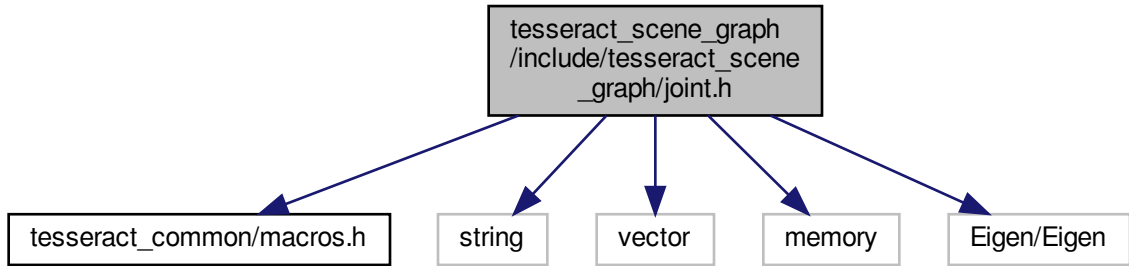 tesseract_scene_graph
/include/tesseract_scene
_graph/joint.h
tesseract_common/macros.h
string
vector
memory
Eigen/Eigen